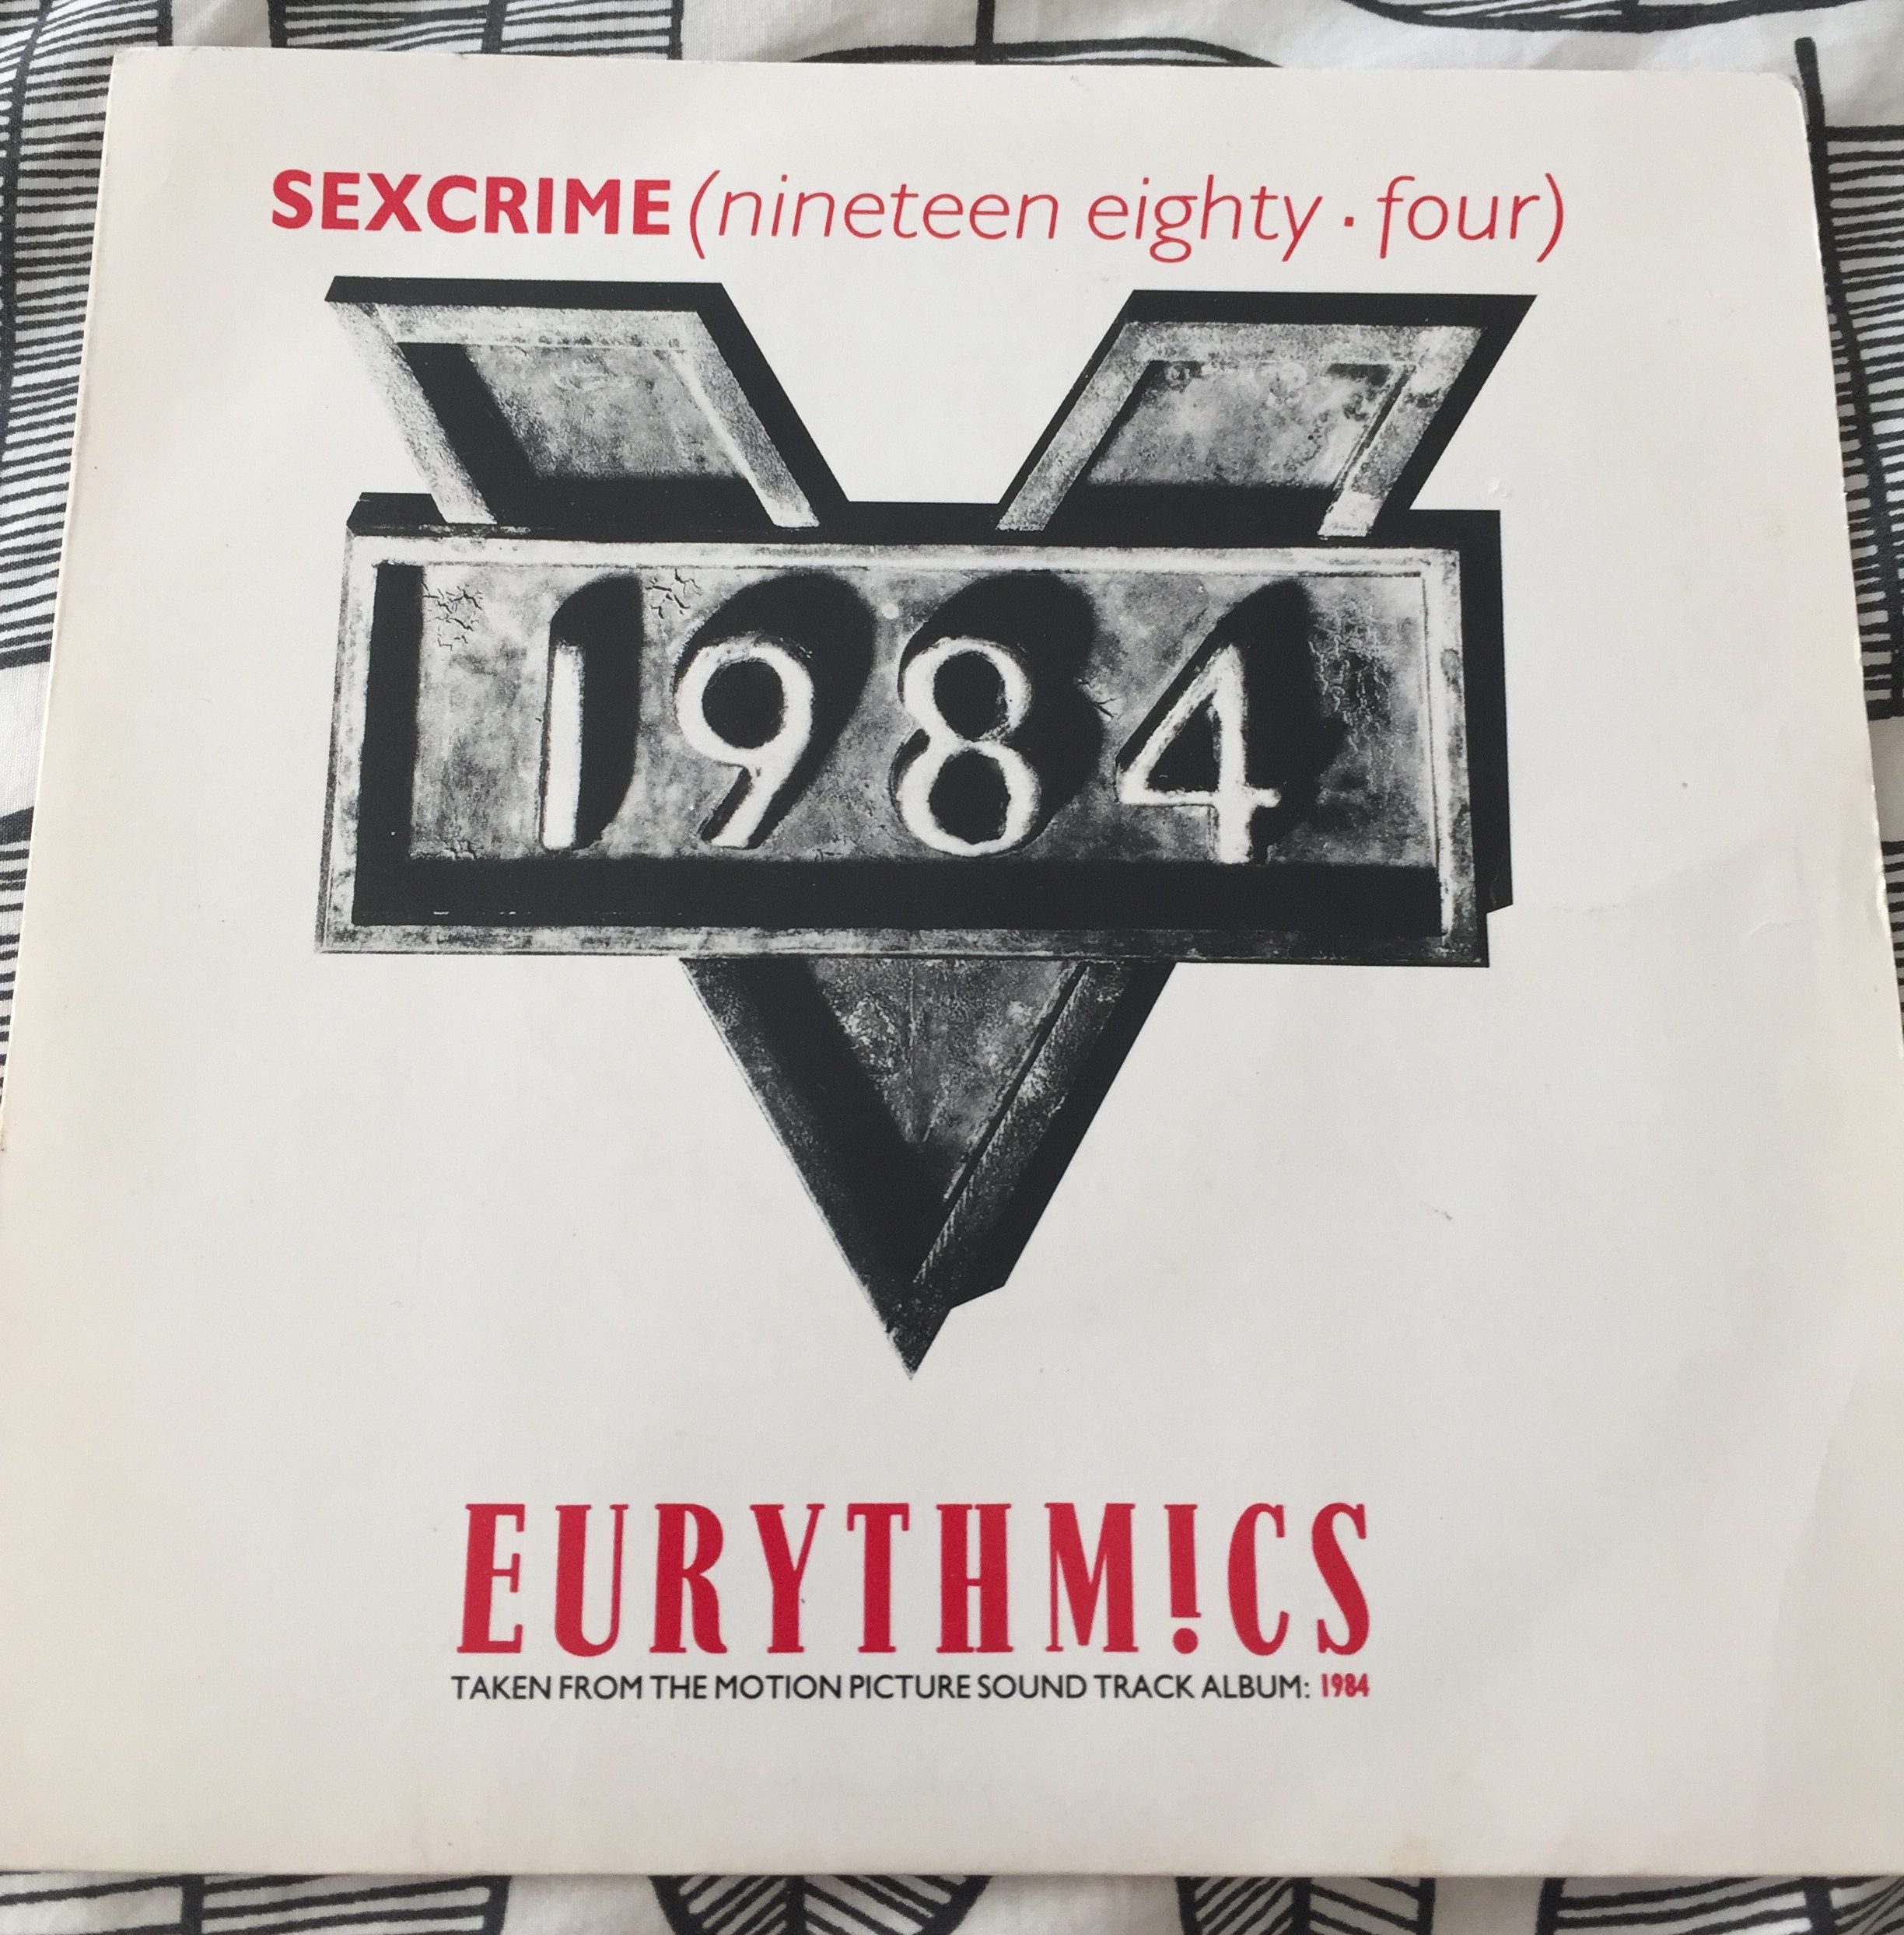 SEXCRIME (nineteen eighty · four)
1984
EURYTHM!CS
TAKEN FROM THE MOTION PICTURE SOUND TRACK ALBUM: 1984